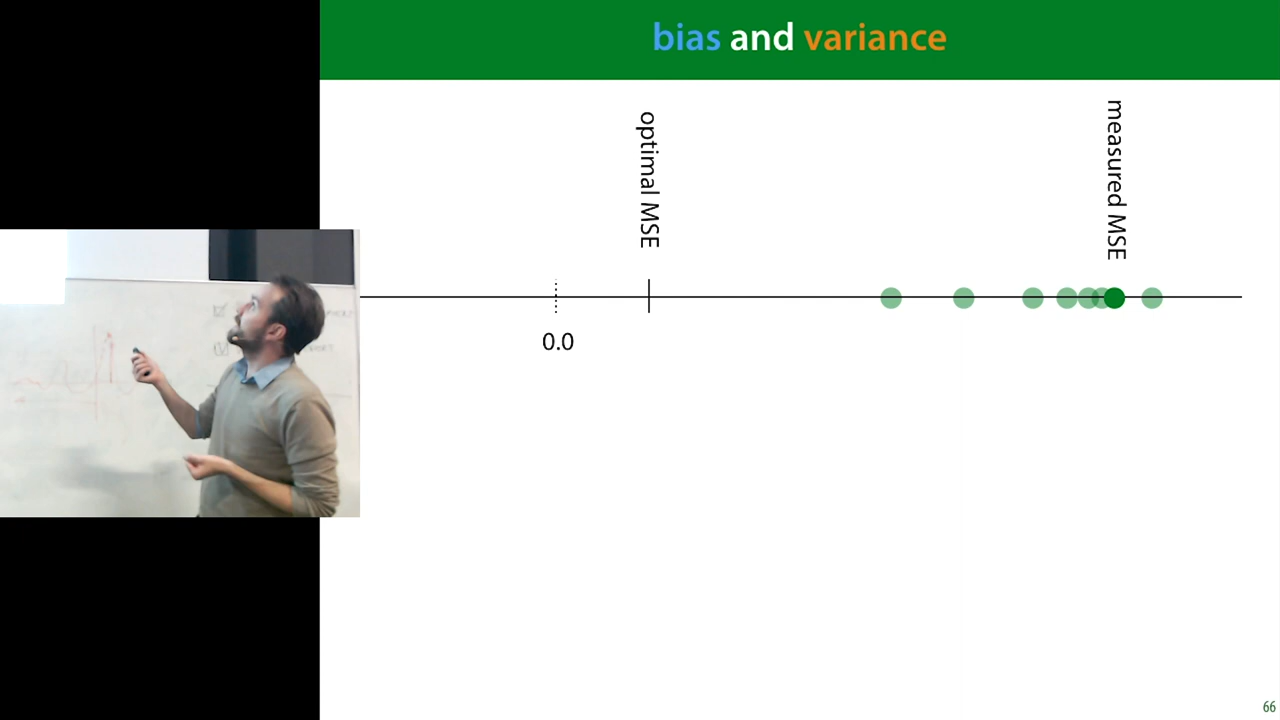 bias and variance
optimal MSE
measured MSE
0.0
66